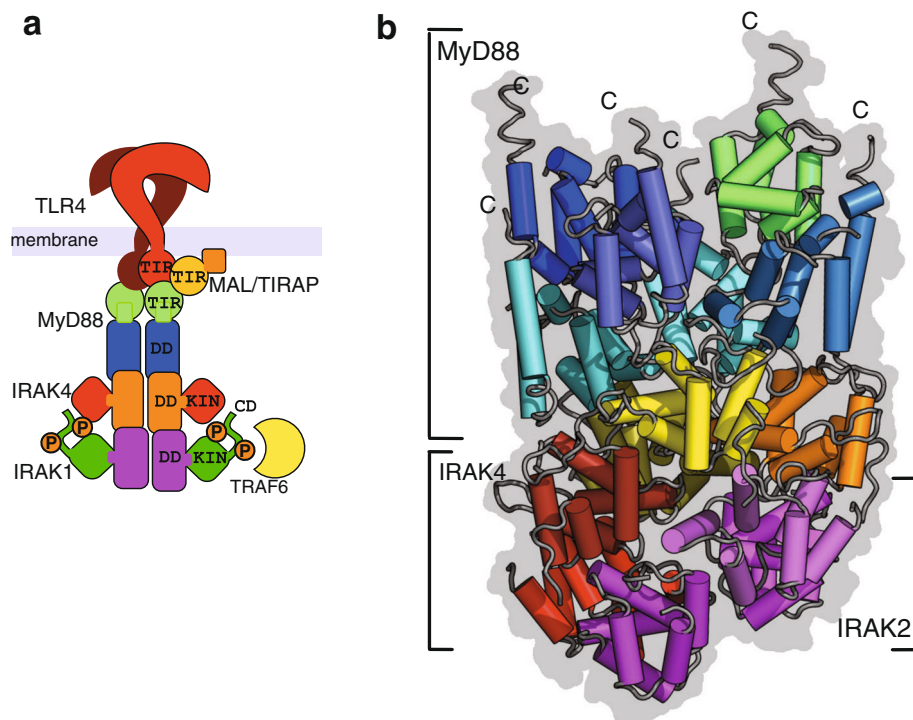 a
TLR4
membrane
TIR
TIR
MAL/TIRAP
TIR
MyD88
DD
IRAK4
DD
KIN
CD
P
P
P
P
IRAK1
DD
KIN
TRAF6
b
MyD88
C
C
C
C
C
C
IRAK4
IRAK2